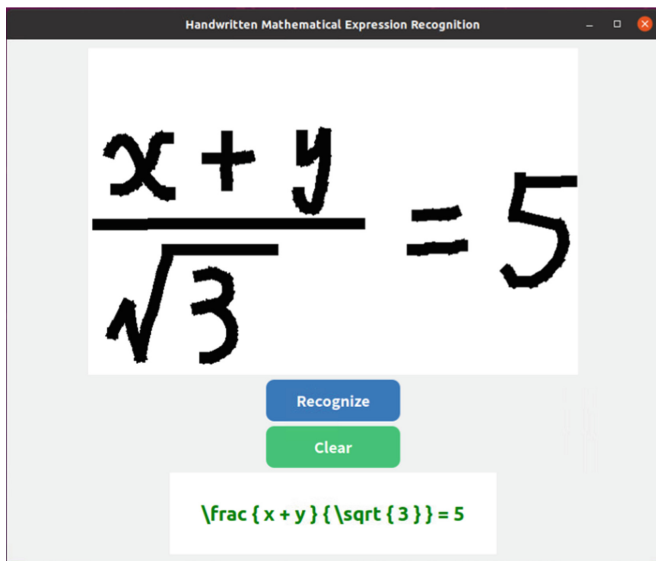 Handwritten Mathematical Expression Recognition
x + y
√3
= 5
Recognize
Clear
\frac { x + y } { \sqrt { 3 } } = 5